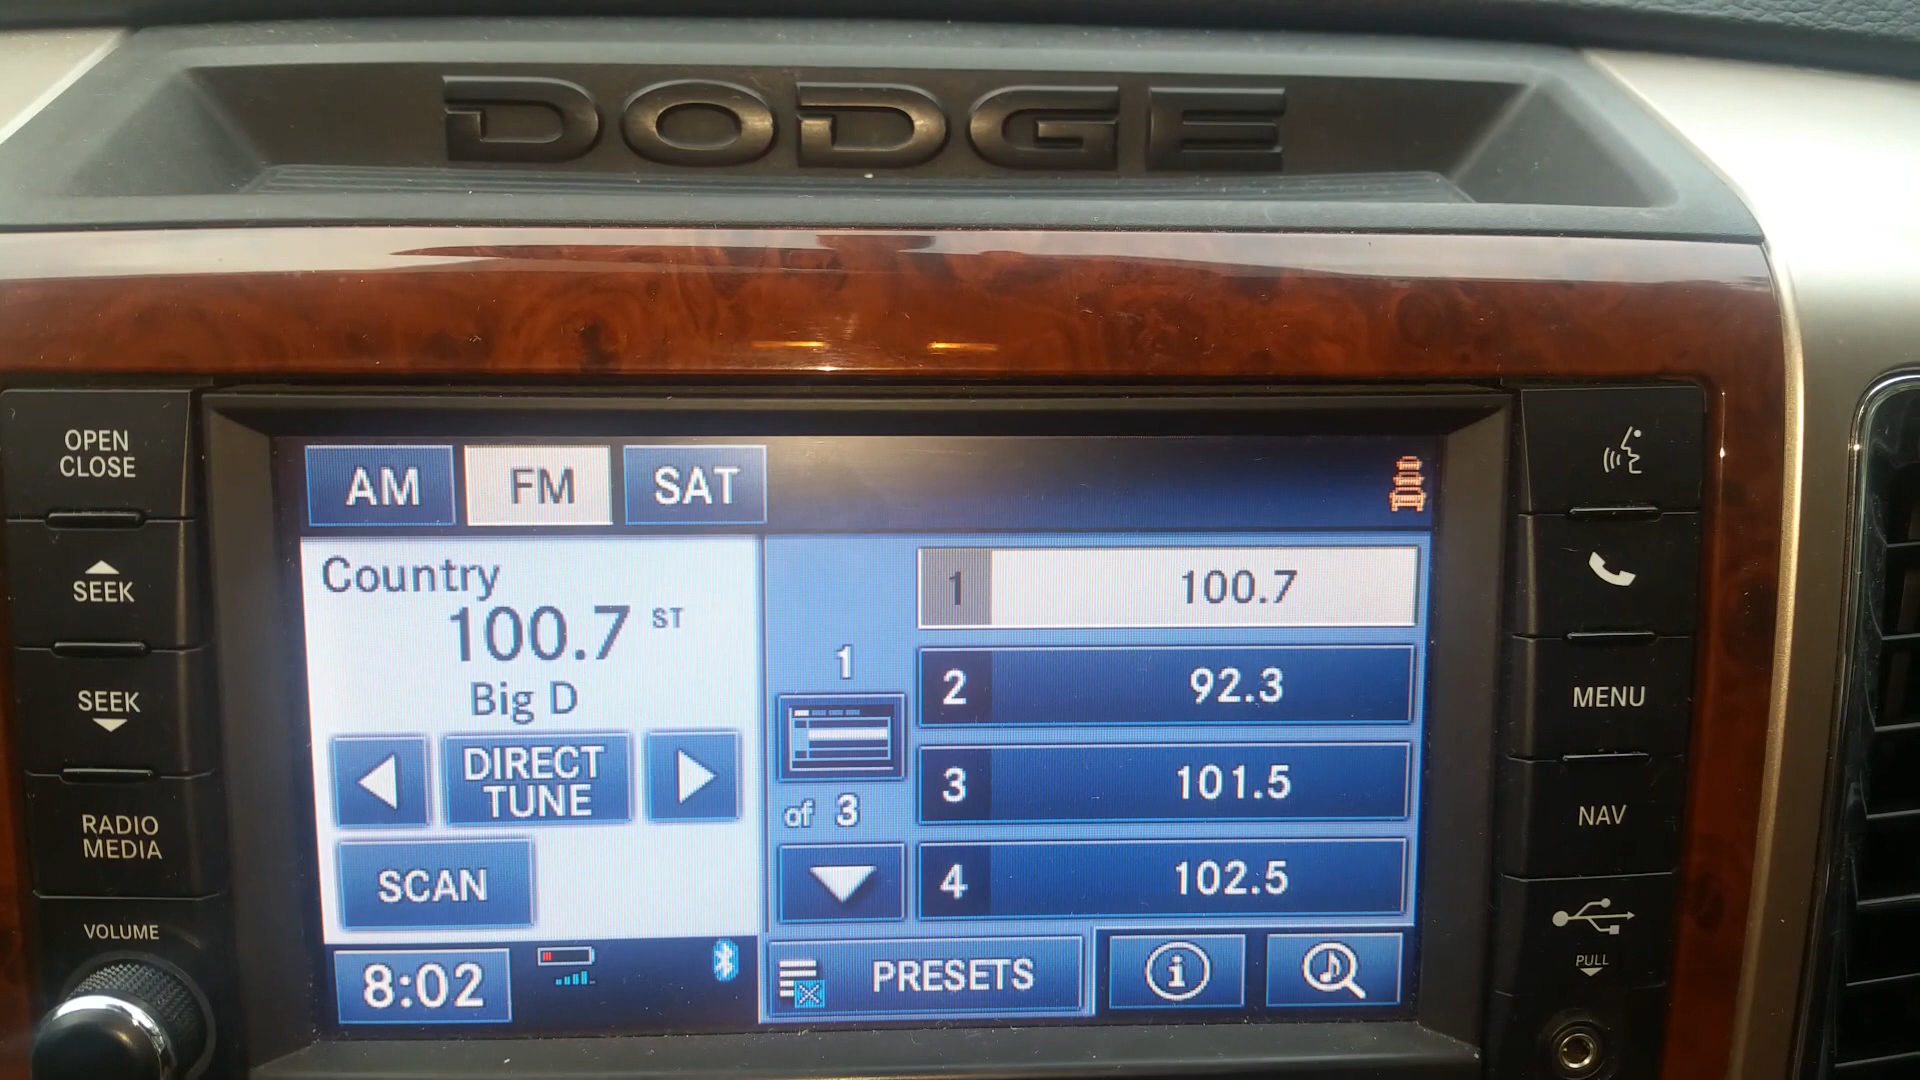 DODGE
OPEN
CLOSE
SEEK
SEEK
RADIO
MEDIA
VOLUME
AM FM SAT
Country
100.7 ST
Big D
DIRECT
TUNE
SCAN
8:02
1
of 3
1 100.7
2 92.3
3 101.5
4 102.5
PRESETS
i
MENU
NAV
PULL